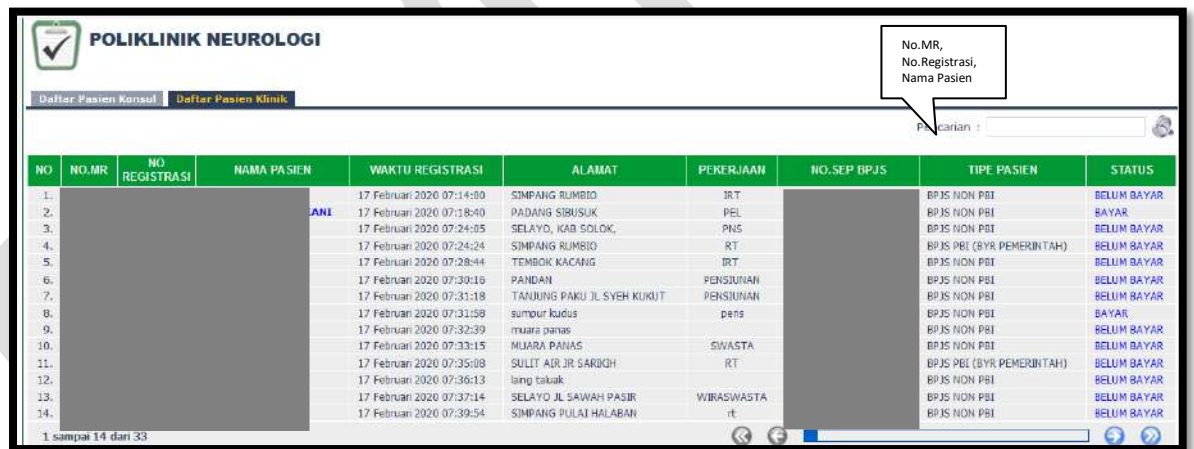 POLIKLINIK NEUROLOGI
No.MR,
No.Registrasi,
Nama Pasien
Daftar Pasien Konsul Daftar Pasien Klinik
Pencarian :
NO NO.MR NO REGISTRASI NAMA PASIEN WAKTU REGISTRASI ALAMAT PEKERJAAN NO.SEP BPJS TIPE PASIEN STATUS
1. 17 Februari 2020 07:14:00 SIMPANG RUMBIO IRT BPJS NON PBI BELUM BAYAR
2. ANI 17 Februari 2020 07:18:40 PADANG SIBUSUK PEL BPJS NON PBI BAYAR
3. 17 Februari 2020 07:24:05 SELAYO, KAB SOLOK, PNS BPJS NON PBI BELUM BAYAR
4. 17 Februari 2020 07:24:24 SIMPANG RUMBIO RT BPJS PBI (BYR PEMERINTAH) BELUM BAYAR
5. 17 Februari 2020 07:28:44 TEMBOK KACANG IRT BPJS NON PBI BELUM BAYAR
6. 17 Februari 2020 07:30:16 PANDAN PENSIUNAN BPJS NON PBI BELUM BAYAR
7. 17 Februari 2020 07:31:18 TANJUNG PAKU JL SYEH KUKUT PENSIUNAN BPJS NON PBI BELUM BAYAR
8. 17 Februari 2020 07:31:58 sumpur kudus pens BPJS NON PBI BAYAR
9. 17 Februari 2020 07:32:39 muara panas BPJS NON PBI BELUM BAYAR
10. 17 Februari 2020 07:33:15 MUARA PANAS SWASTA BPJS NON PBI BELUM BAYAR
11. 17 Februari 2020 07:35:08 SULIT AIR JR RT BPJS PBI (BYR PEMERINTAH) BELUM BAYAR
12. 17 Februari 2020 07:36:13 laing taluak BPJS NON PBI BELUM BAYAR
13. 17 Februari 2020 07:37:14 SELAYO JL SAWAH PASIR WIRASWASTA BPJS NON PBI BELUM BAYAR
14. 17 Februari 2020 07:39:54 SIMPANG PULAI HALABAN rt BPJS NON PBI BELUM BAYAR
1 sampai 14 dari 33